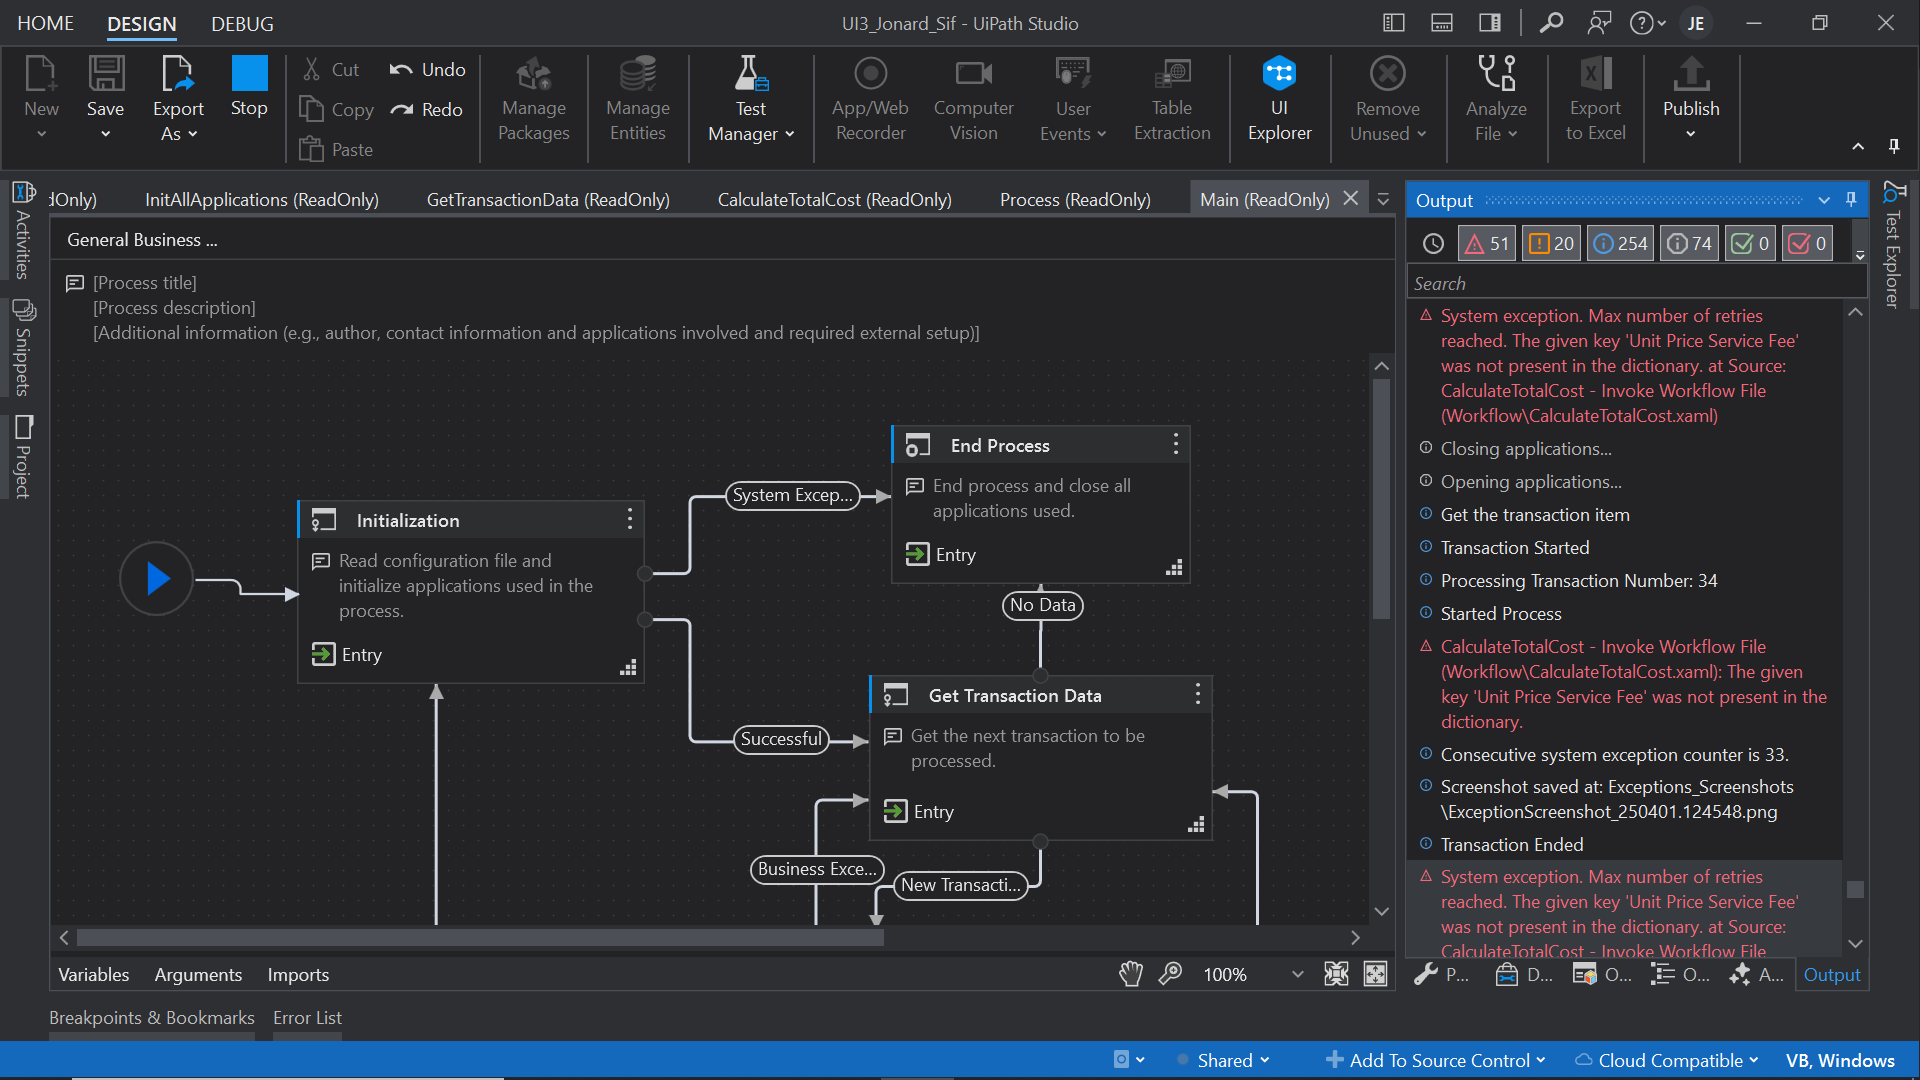 HOME DESIGN DEBUG UI3_Jonard_Sif - UiPath Studio JE
New Save Export As Stop Cut Copy Paste Undo Redo Manage Packages Manage Entities Test Manager App/Web Recorder Computer Vision User Events Table Extraction UI Explorer Remove Unused Analyze File Export to Excel Publish
dOnly) InitAllApplications (ReadOnly) GetTransactionData (ReadOnly) CalculateTotalCost (ReadOnly) Process (ReadOnly) Main (ReadOnly)
Activities
Snippets
Project
General Business ...
[Process title]
[Process description]
[Additional information (e.g., author, contact information and applications involved and required external setup)]
Initialization
Read configuration file and
initialize applications used in the
process.
Entry
System Excep...
Successful
End Process
End process and close all
applications used.
Entry
No Data
Get Transaction Data
Get the next transaction to be
processed.
Entry
Business Exce...
New Transacti...
Variables Arguments Imports 100%
Output
51 20 254 74 0 0
Search
System exception. Max number of retries
reached. The given key 'Unit Price Service Fee'
was not present in the dictionary. at Source:
CalculateTotalCost - Invoke Workflow File
(Workflow\CalculateTotalCost.xaml)
Closing applications...
Opening applications...
Get the transaction item
Transaction Started
Processing Transaction Number: 34
Started Process
CalculateTotalCost - Invoke Workflow File
(Workflow\CalculateTotalCost.xaml): The given
key 'Unit Price Service Fee' was not present in the
dictionary.
Consecutive system exception counter is 33.
Screenshot saved at: Exceptions_Screenshots
\ExceptionScreenshot_250401.124548.png
Transaction Ended
System exception. Max number of retries
reached. The given key 'Unit Price Service Fee'
was not present in the dictionary. at Source:
CalculateTotalCost - Invoke Workflow File
P... D... O... O... A... Output
Test Explorer
Breakpoints & Bookmarks Error List
Shared Add To Source Control Cloud Compatible VB, Windows